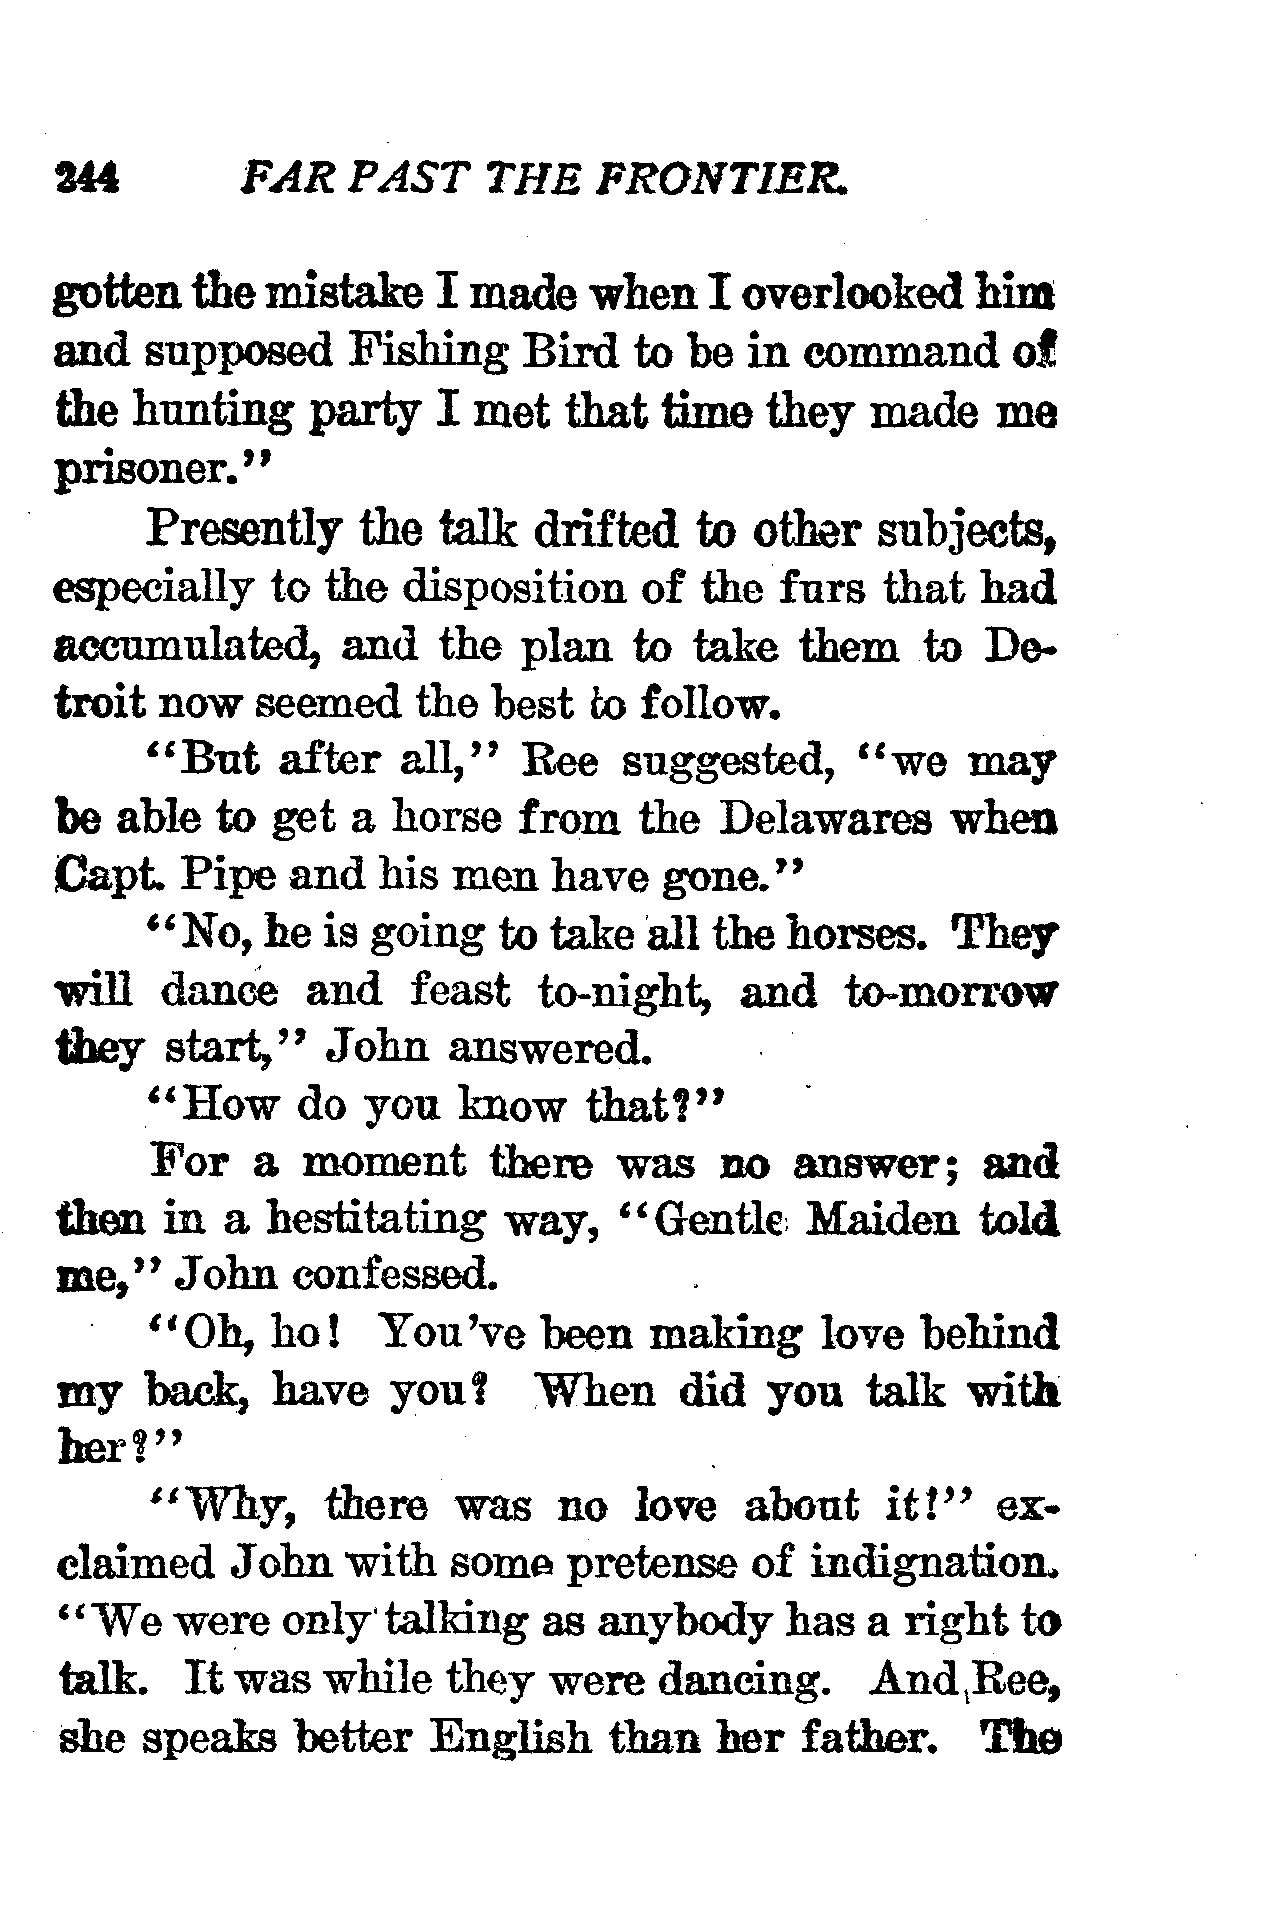 244 FAR PAST THE FRONTIER.
gotten the mistake I made when I overlooked him
and supposed Fishing Bird to be in command of
the hunting party I met that time they made me
prisoner."
Presently the talk drifted to other subjects,
especially to the disposition of the furs that had
accumulated, and the plan to take them to De-
troit now seemed the best to follow.
"But after all," Ree suggested, "we may
be able to get a horse from the Delawares when
Capt. Pipe and his men have gone."
"No, he is going to take all the horses. They
will dance and feast to-night, and to-morrow
they start," John answered.
"How do you know that?"
For a moment there was no answer; and
then in a hestitating way, "Gentle Maiden told
me," John confessed.
"Oh, ho! You've been making love behind
my back, have you? When did you talk with
her?"
"Why, there was no love about it!" ex-
claimed John with some pretense of indignation.
"We were only talking as anybody has a right to
talk. It was while they were dancing. And, Ree,
she speaks better English than her father. The